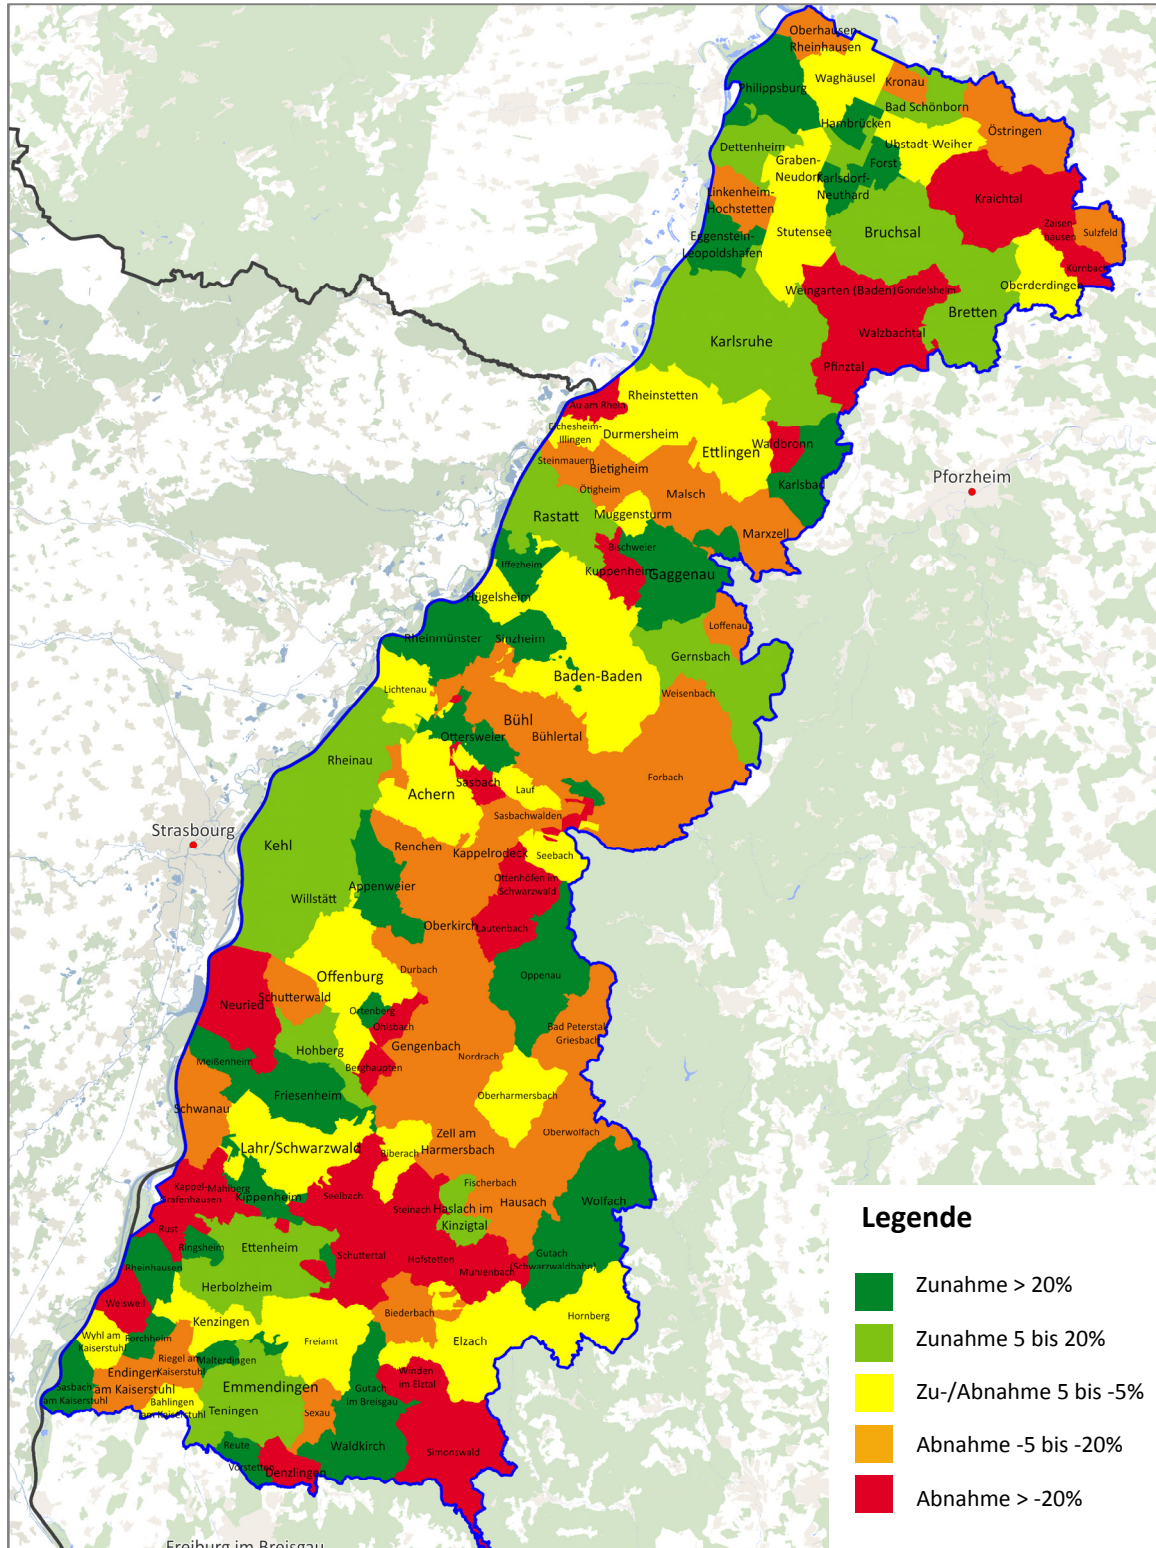 Oberhausen-
Rheinhausen
Waghäusel
Kronau
Philippsburg
Bad Schönborn
Hambrücken
Östringen
Dettenheim
Ubstadt-Weiher
Graben-
Neudorf
Forst
Karlsdorf-
Neuthard
Linkenheim-
Hochstetten
Kraichtal
Zaisen-
hausen
Sulzfeld
Stutensee
Bruchsal
Eggenstein-
Leopoldshafen
Kürnbach
Oberderdingen
Weingarten (Baden)
Gondelsheim
Bretten
Walzbachtal
Karlsruhe
Pfinztal
Rheinstetten
Au am Rhein
Elchesheim-
Illingen
Durmersheim
Waldbronn
Ettlingen
Steinmauern
Bietigheim
Karlsbad
Pforzheim
Ötigheim
Malsch
Rastatt
Muggensturm
Marxzell
Bischweier
Iffezheim
Kuppenheim
Gaggenau
Hügelsheim
Loffenau
Rheinmünster
Sinzheim
Gernsbach
Baden-Baden
Lichtenau
Weisenbach
Bühl
Ottersweier
Bühlertal
Rheinau
Forbach
Sasbach
Lauf
Achern
Sasbachwalden
Strasbourg
Kehl
Renchen
Kappelrodeck
Seebach
Appenweier
Ottenhöfen im
Schwarzwald
Willstätt
Oberkirch
Lautenbach
Durbach
Offenburg
Oppenau
Neuried
Schutterwald
Ortenberg
Ohlsbach
Bad Peterstal-
Griesbach
Hohberg
Gengenbach
Nordrach
Meißenheim
Berghaupten
Friesenheim
Oberharmersbach
Schwanau
Zell am
Harmersbach
Oberwolfach
Lahr/Schwarzwald
Biberach
Fischerbach
Kappel-
Grafenhausen
Mahlberg
Kippenheim
Seelbach
Steinach
Haslach im
Kinzigtal
Hausach
Wolfach
Rust
Ringsheim
Ettenheim
Schuttertal
Hofstetten
Gutach
(Schwarzwaldbahn)
Rheinhausen
Mühlenbach
Herbolzheim
Weisweil
Biederbach
Hornberg
Kenzingen
Wyhl am
Kaiserstuhl
Forchheim
Freiamt
Elzach
Riegel am
Kaiserstuhl
Malterdingen
Endingen
am Kaiserstuhl
Winden
im Elztal
Sasbach
am Kaiserstuhl
Emmendingen
Gutach
im Breisgau
Bahlingen
am Kaiserstuhl
Teningen
Sexau
Reute
Waldkirch
Simonswald
Vörstetten
Denzlingen
Freiburg im Breisgau
Legende
Zunahme > 20%
Zunahme 5 bis 20%
Zu-/Abnahme 5 bis -5%
Abnahme -5 bis -20%
Abnahme > -20%